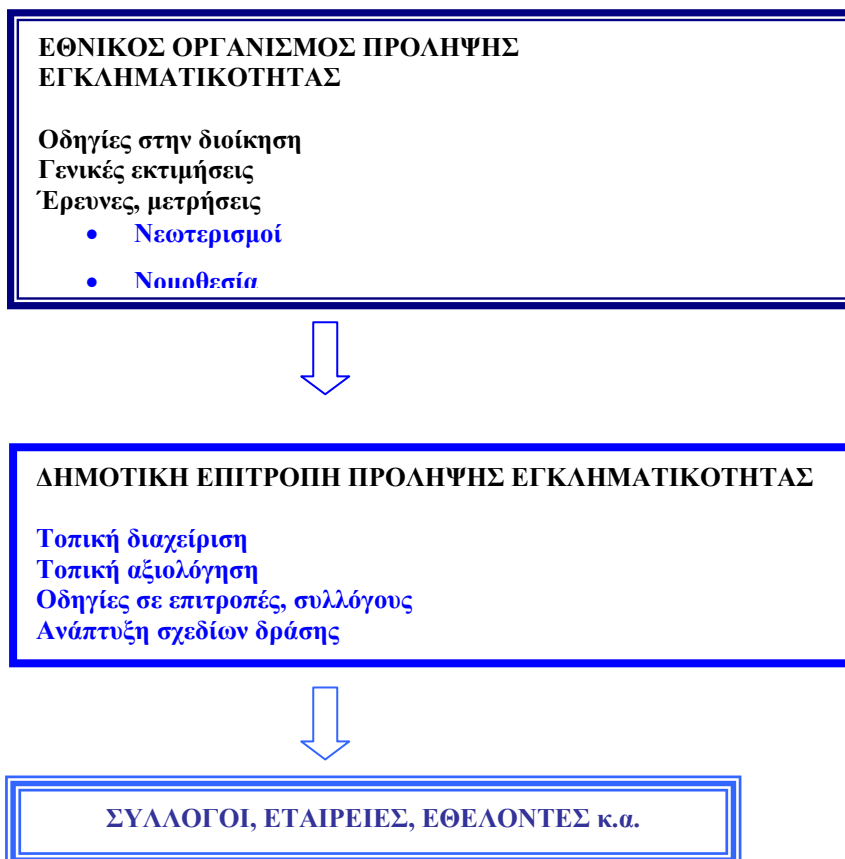 ΕΘΝΙΚΟΣ ΟΡΓΑΝΙΣΜΟΣ ΠΡΟΛΗΨΗΣ
ΕΓΚΛΗΜΑΤΙΚΟΤΗΤΑΣ
Οδηγίες στην διοίκηση
Γενικές εκτιμήσεις
Έρευνες, μετρήσεις
• Νεωτερισμοί
• Νομοθεσία
ΔΗΜΟΤΙΚΗ ΕΠΙΤΡΟΠΗ ΠΡΟΛΗΨΗΣ ΕΓΚΛΗΜΑΤΙΚΟΤΗΤΑΣ
Τοπική διαχείριση
Τοπική αξιολόγηση
Οδηγίες σε επιτροπές, συλλόγους
Ανάπτυξη σχεδίων δράσης
ΣΥΛΛΟΓΟΙ, ΕΤΑΙΡΕΙΕΣ, ΕΘΕΛΟΝΤΕΣ κ.α.